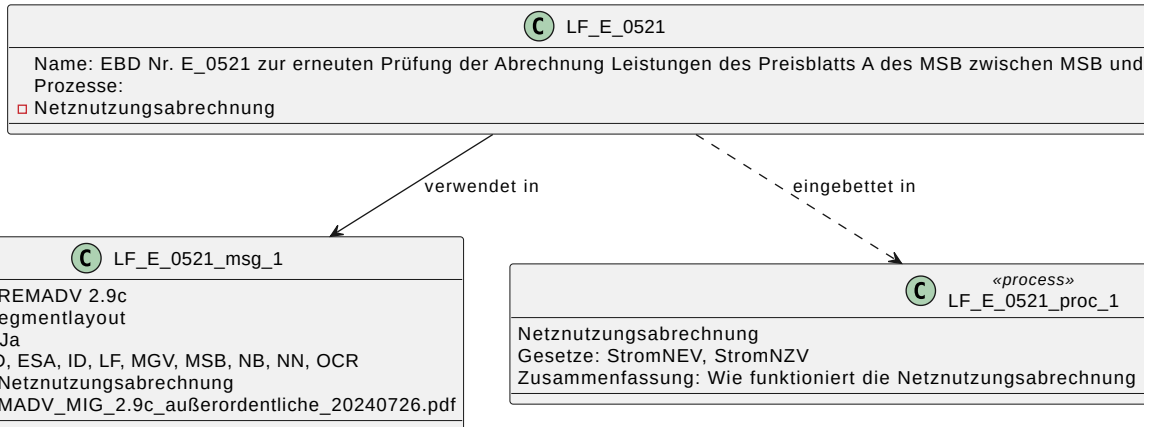 C LF_E_0521
Name: EBD Nr. E_0521 zur erneuten Prüfung der Abrechnung Leistungen des Preisblatts A des MSB zwischen MSB und
Prozesse:
Netznutzungsabrechnung
verwendet in
eingebettet in
C LF_E_0521_msg_1
REMADV 2.9c
egmentlayout
Ja
, ESA, ID, LF, MGV, MSB, NB, NN, OCR
Netznutzungsabrechnung
MADV_MIG_2.9c_außerordentliche_20240726.pdf
C «process»
LF_E_0521_proc_1
Netznutzungsabrechnung
Gesetze: StromNEV, StromNZV
Zusammenfassung: Wie funktioniert die Netznutzungsabrechnung